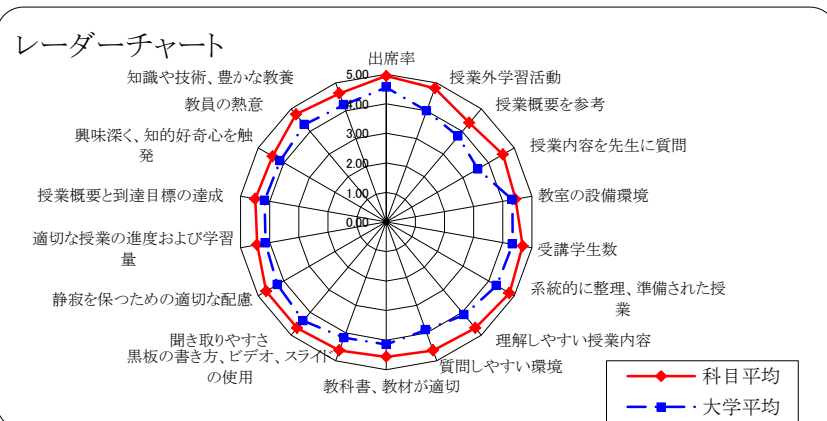 レーダーチャート
出席率
授業外学習活動
授業概要を参考
授業内容を先生に質問
教室の設備環境
受講学生数
系統的に整理、準備された授
業
理解しやすい授業内容
質問しやすい環境
教科書、教材が適切
黒板の書き方、ビデオ、スライド
の使用
聞き取りやすさ
静寂を保つための適切な配慮
適切な授業の進度および学習
量
授業概要と到達目標の達成
興味深く、知的好奇心を触
発
教員の熱意
知識や技術、豊かな教養
5.00
4.00
3.00
2.00
1.00
0.00
科目平均
大学平均